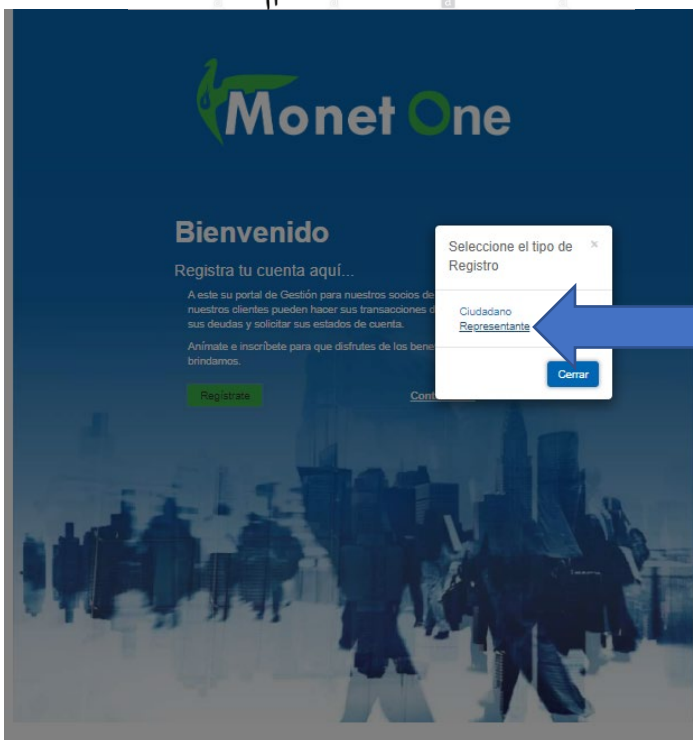 Monet One
Bienvenido
Registra tu cuenta aquí...
A este su portal de Gestión para nuestros socios de
nuestros clientes pueden hacer sus transacciones d
sus deudas y solicitar sus estados de cuenta.
Anímate e inscríbete para que disfrutes de los bene
brindamos.
Regístrate
Cont
Seleccione el tipo de
Registro
×
Ciudadano
Representante
Cerrar